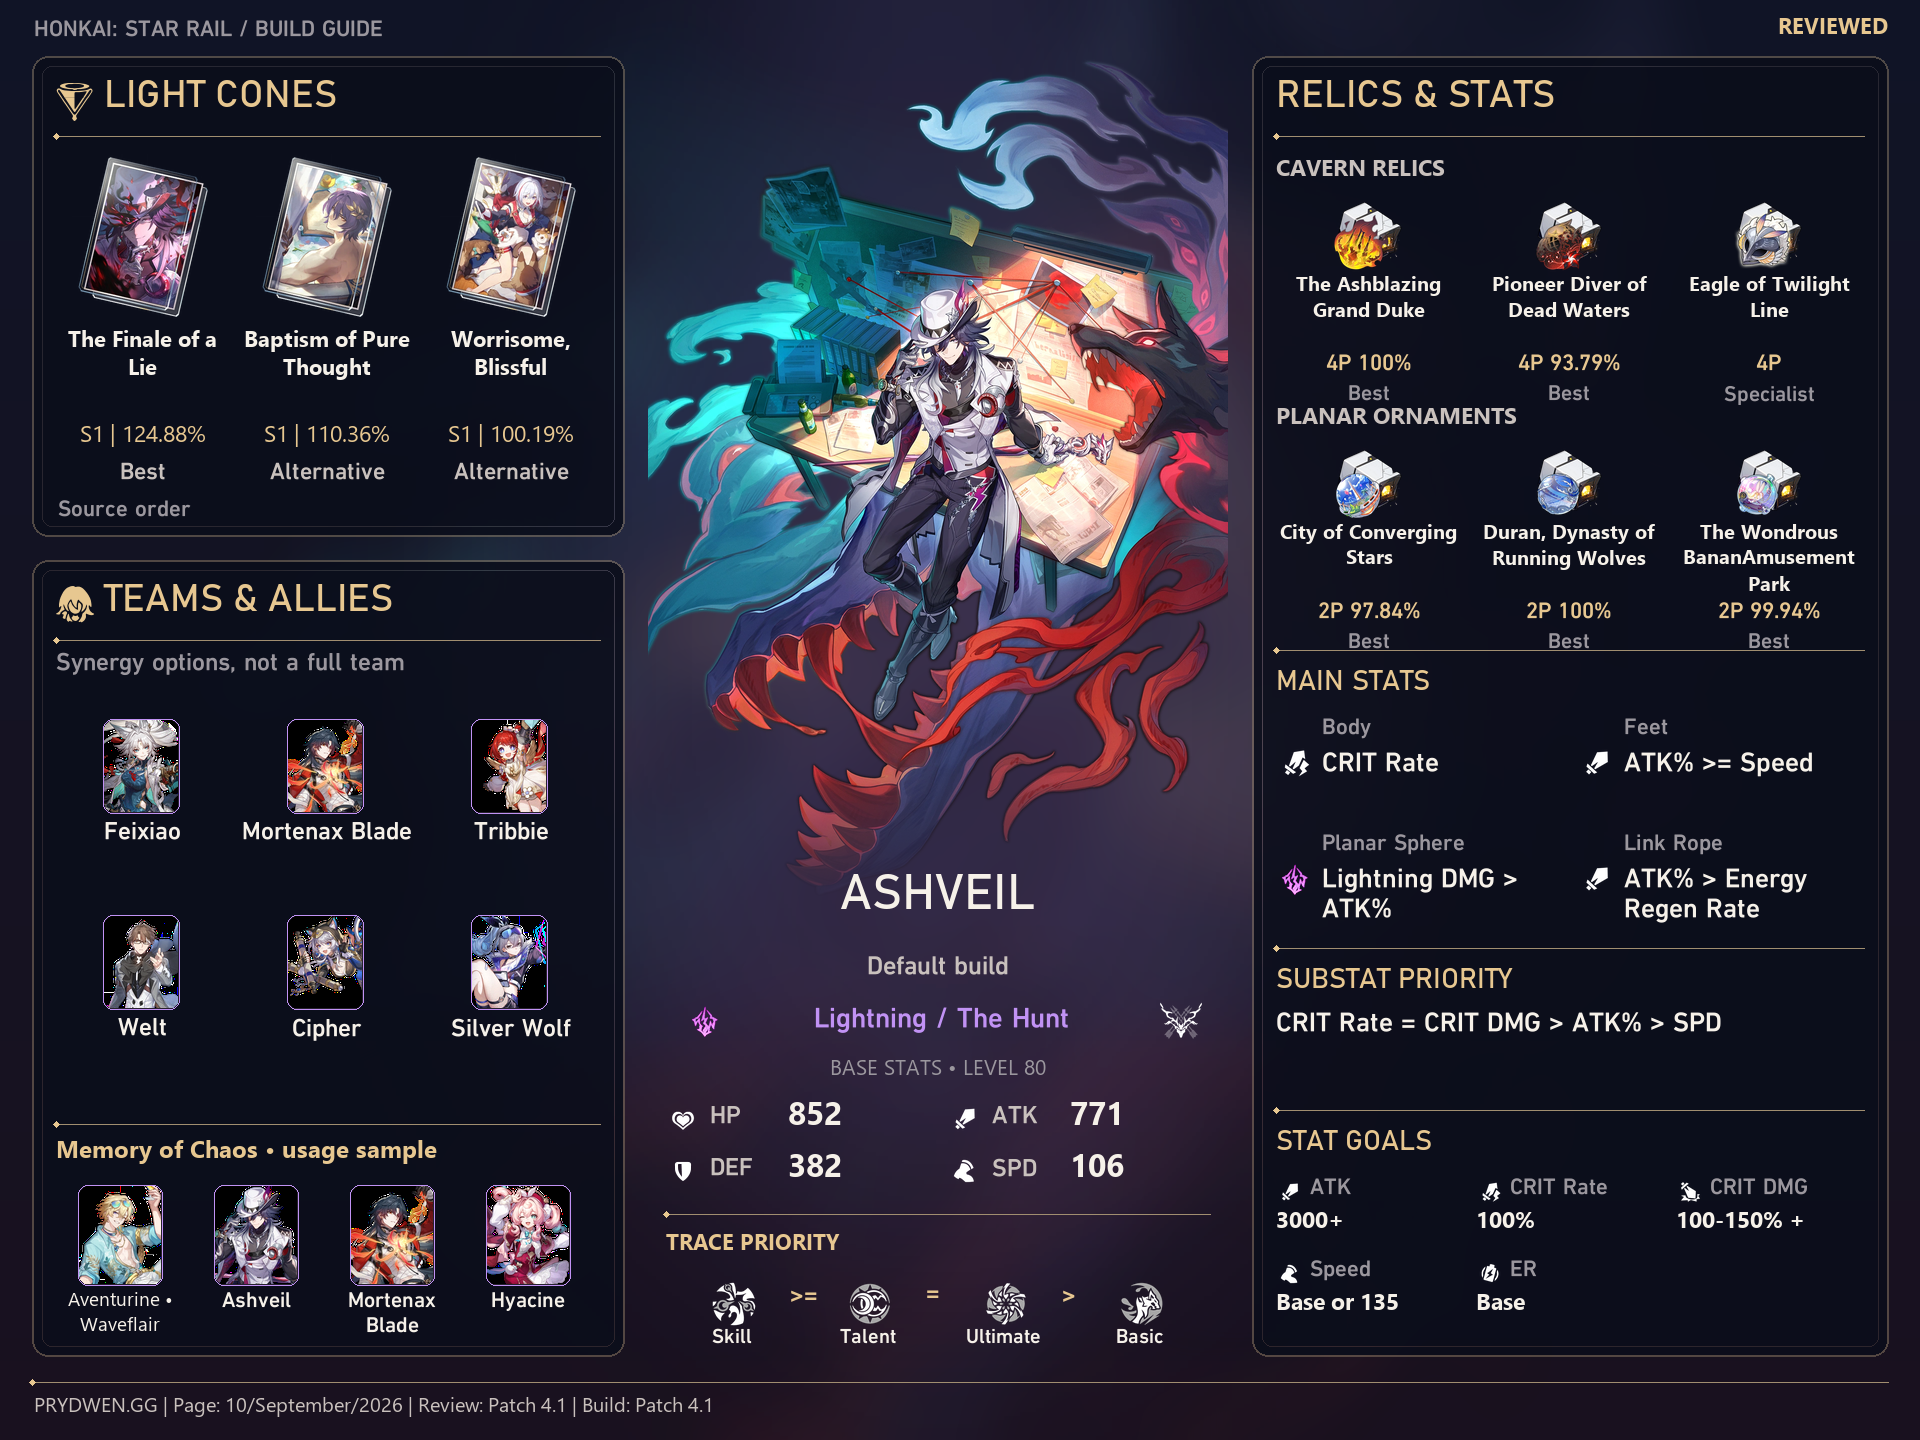 HONKAI: STAR RAIL / BUILD GUIDE
REVIEWED
LIGHT CONES
The Finale of a
Lie
S1 | 124.88%
Best
Baptism of Pure
Thought
S1 | 110.36%
Alternative
Worrisome,
Blissful
S1 | 100.19%
Alternative
Source order
TEAMS & ALLIES
Synergy options, not a full team
Feixiao
Mortenax Blade
Tribbie
Welt
Cipher
Silver Wolf
Memory of Chaos • usage sample
Aventurine •
Waveflair
Ashveil
Mortenax
Blade
Hyacine
ASHVEIL
Default build
Lightning / The Hunt
BASE STATS • LEVEL 80
HP 852
ATK 771
DEF 382
SPD 106
TRACE PRIORITY
Skill >= Talent = Ultimate > Basic
RELICS & STATS
CAVERN RELICS
The Ashblazing
Grand Duke
4P 100%
Best
Pioneer Diver of
Dead Waters
4P 93.79%
Best
Eagle of Twilight
Line
4P
Specialist
PLANAR ORNAMENTS
City of Converging
Stars
2P 97.84%
Best
Duran, Dynasty of
Running Wolves
2P 100%
Best
The Wondrous
BananAmusement
Park
2P 99.94%
Best
MAIN STATS
Body
CRIT Rate
Feet
ATK% >= Speed
Planar Sphere
Lightning DMG >
ATK%
Link Rope
ATK% > Energy
Regen Rate
SUBSTAT PRIORITY
CRIT Rate = CRIT DMG > ATK% > SPD
STAT GOALS
ATK
3000+
CRIT Rate
100%
CRIT DMG
100-150% +
Speed
Base or 135
ER
Base
PRYDWEN.GG | Page: 10/September/2026 | Review: Patch 4.1 | Build: Patch 4.1